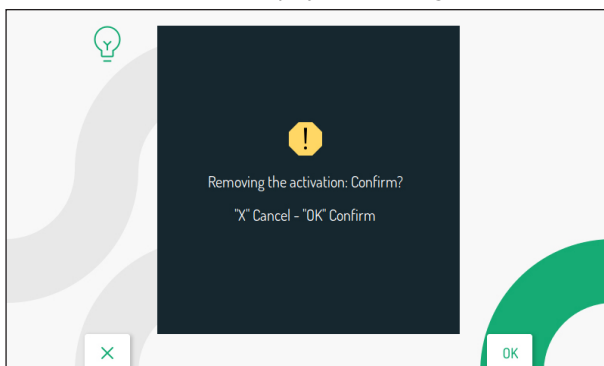 Removing the activation: Confirm?
"X" Cancel - "OK" Confirm
OK